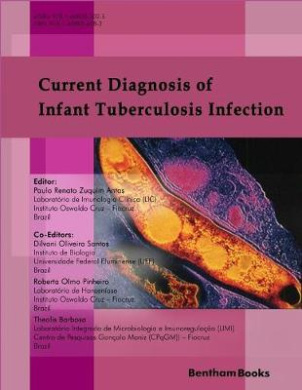 Current Diagnosis of
Infant Tuberculosis Infection
Editor:
Paulo Renato Zuquim Antas
Laboratório de Imunologia Clínica (LIC)
Instituto Oswaldo Cruz – Fiocruz
Brazil
Co-Editors:
Dilvani Oliveira Santos
Instituto de Biologia
Universidade Federal Fluminense (UFF)
Brazil
Roberta Olmo Pinheiro
Laboratório de Hanseníase
Instituto Oswaldo Cruz – Fiocruz
Brazil
Theolis Barbosa
Laboratório Integrado de Microbiologia e Imunoregulação (LIMI)
Centro de Pesquisas Gonçalo Moniz (CPqGM)) – Fiocruz
Brazil
Bentham Books